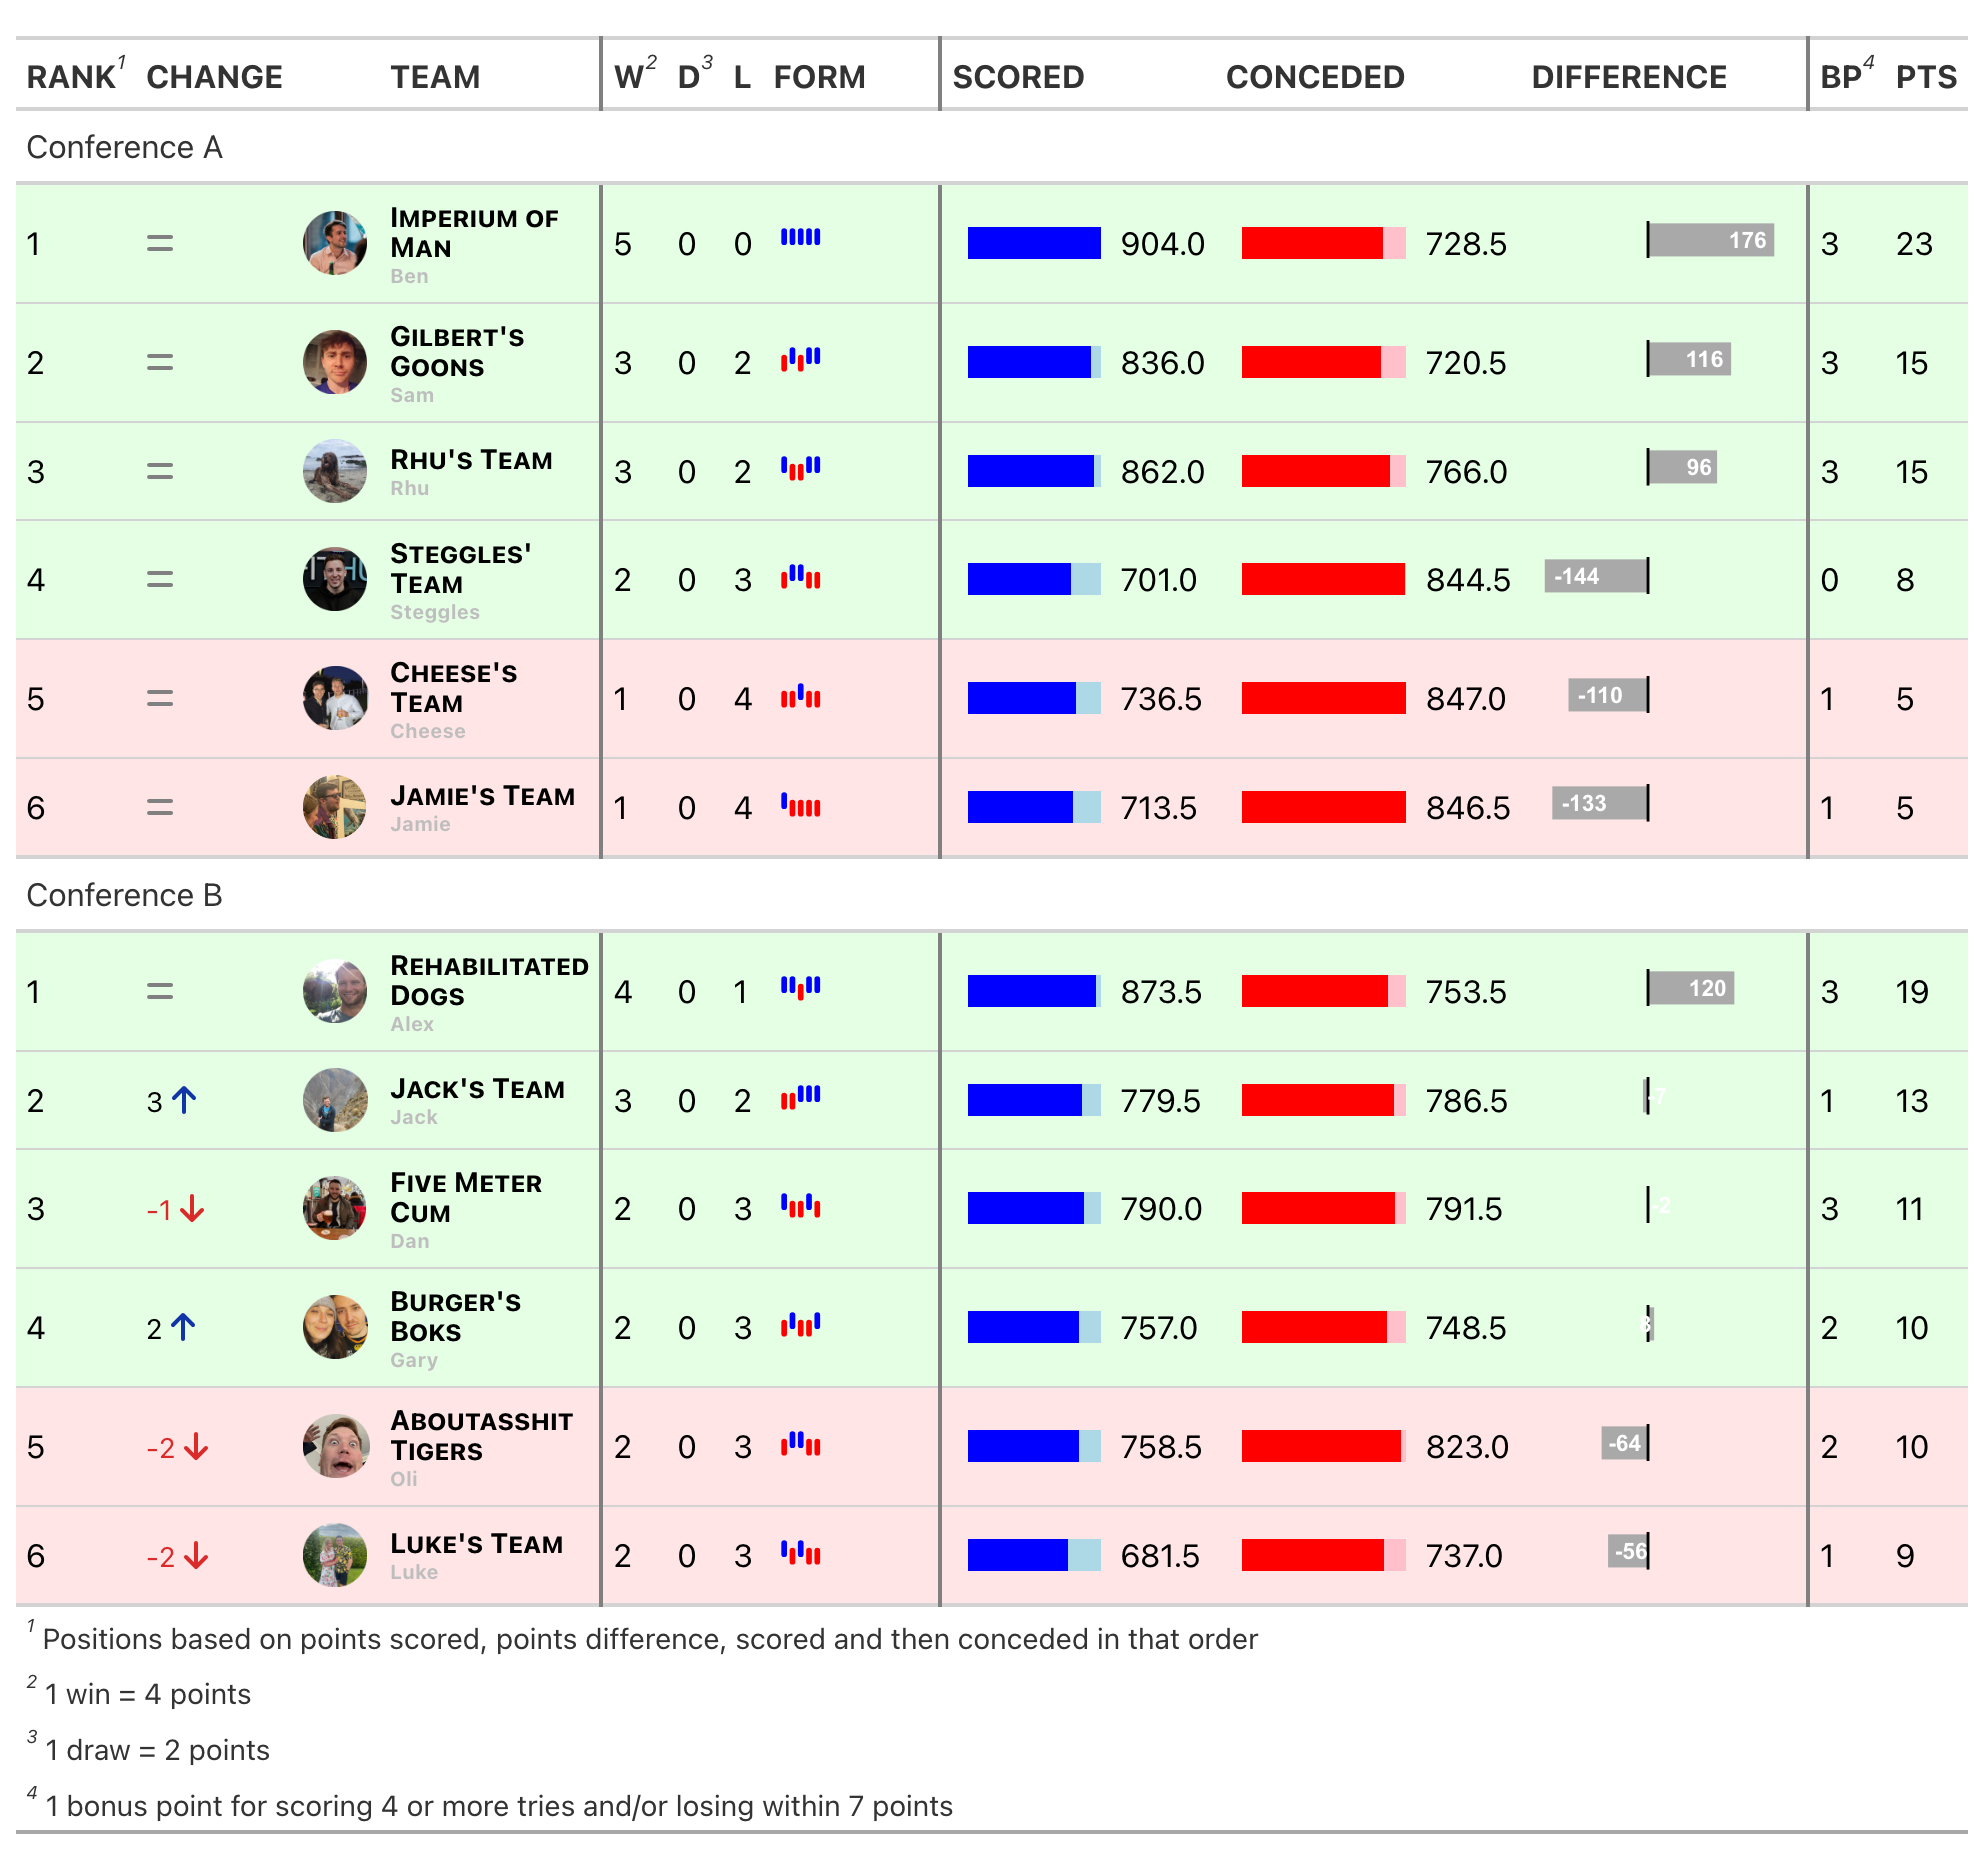 RANK1 CHANGE TEAM W2 D3 L FORM SCORED CONCEDED DIFFERENCE BP4 PTS
Conference A
1 = IMPERIUM OF MAN Ben 5 0 0 904.0 728.5 176 3 23
2 = GILBERT'S GOONS Sam 3 0 2 836.0 720.5 116 3 15
3 = RHU'S TEAM Rhu 3 0 2 862.0 766.0 96 3 15
4 = STEGGLES' TEAM Steggles 2 0 3 701.0 844.5 -144 0 8
5 = CHEESE'S TEAM Cheese 1 0 4 736.5 847.0 -110 1 5
6 = JAMIE'S TEAM Jamie 1 0 4 713.5 846.5 -133 1 5
Conference B
1 = REHABILITATED DOGS Alex 4 0 1 873.5 753.5 120 3 19
2 3 ↑ JACK'S TEAM Jack 3 0 2 779.5 786.5 -7 1 13
3 -1 ↓ FIVE METER CUM Dan 2 0 3 790.0 791.5 -2 3 11
4 2 ↑ BURGER'S BOKS Gary 2 0 3 757.0 748.5 8 2 10
5 -2 ↓ ABOUTASSHIT TIGERS Oli 2 0 3 758.5 823.0 -64 2 10
6 -2 ↓ LUKE'S TEAM Luke 2 0 3 681.5 737.0 -56 1 9
1 Positions based on points scored, points difference, scored and then conceded in that order
2 1 win = 4 points
3 1 draw = 2 points
4 1 bonus point for scoring 4 or more tries and/or losing within 7 points